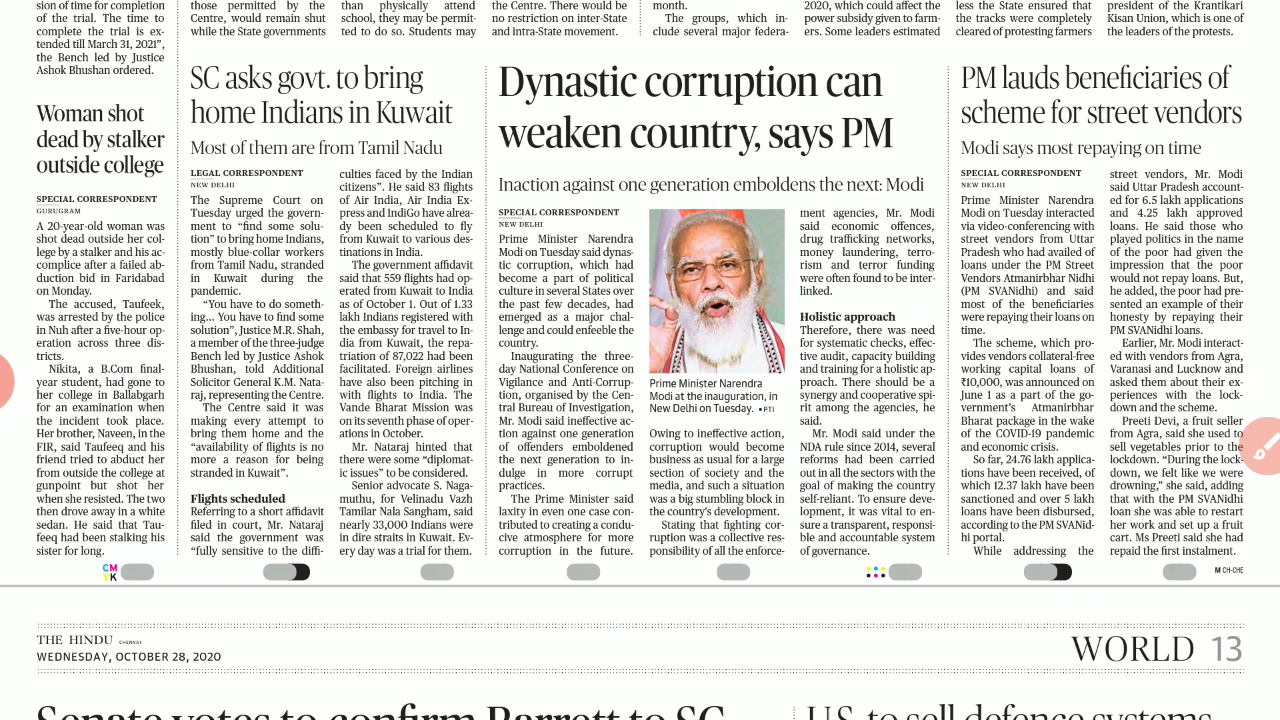 sion of time for completion
of the trial. The time to
complete the trial is ex-
tended till March 31, 2021",
the Bench led by Justice
Ashok Bhushan ordered.
those permitted by the
Centre, would remain shut
while the State governments
than physically attend
school, they may be permit-
ted to do so. Students may
the Centre. There would be
no restriction on inter-State
and intra-State movement.
month.
The groups, which in-
clude several major federa-
2020, which could affect the
power subsidy given to farm-
ers. Some leaders estimated
less the State ensured that
the tracks were completely
cleared of protesting farmers
president of the Krantikari
Kisan Union, which is one of
the leaders of the protests.
Woman shot
dead by stalker
outside college
SPECIAL CORRESPONDENT
GURUGRAM
A 20-year-old woman was
shot dead outside her col-
lege by a stalker and his ac-
complice after a failed ab-
duction bid in Faridabad
on Monday.
The accused, Taufeek,
was arrested by the police
in Nuh after a five-hour op-
eration across three dis-
tricts.
Nikita, a B.Com final-
year student, had gone to
her college in Ballabgarh
for an examination when
the incident took place.
Her brother, Naveen, in the
FIR, said Taufeeq and his
friend tried to abduct her
from outside the college at
gunpoint but shot her
when she resisted. The two
then drove away in a white
sedan. He said that Tau-
feeq had been stalking his
sister for long.
SC asks govt. to bring
home Indians in Kuwait
Most of them are from Tamil Nadu
LEGAL CORRESPONDENT
NEW DELHI
The Supreme Court on
Tuesday urged the govern-
ment to “find some solu-
tion” to bring home Indians,
mostly blue-collar workers
from Tamil Nadu, stranded
in Kuwait during the
pandemic.
“You have to do someth-
ing... You have to find some
solution”, Justice M.R. Shah,
a member of the three-judge
Bench led by Justice Ashok
Bhushan, told Additional
Solicitor General K.M. Nata-
raj, representing the Centre.
The Centre said it was
making every attempt to
bring them home and the
“availability of flights is no
more a reason for being
stranded in Kuwait”.
Flights scheduled
Referring to a short affidavit
filed in court, Mr. Nataraj
said the government was
“fully sensitive to the diffi-
culties faced by the Indian
citizens”. He said 83 flights
of Air India, Air India Ex-
press and IndiGo have alrea-
dy been scheduled to fly
from Kuwait to various des-
tinations in India.
The government affidavit
said that 559 flights had op-
erated from Kuwait to India
as of October 1. Out of 1.33
lakh Indians registered with
the embassy for travel to In-
dia from Kuwait, the repa-
triation of 87,022 had been
facilitated. Foreign airlines
have also been pitching in
with flights to India. The
Vande Bharat Mission was
on its seventh phase of oper-
ations in October.
Mr. Nataraj hinted that
there were some “diplomat-
ic issues” to be considered.
Senior advocate S. Naga-
muthu, for Velinadu Vazh
Tamilar Nala Sangham, said
nearly 33,000 Indians were
in dire straits in Kuwait. Ev-
ery day was a trial for them.
Dynastic corruption can
weaken country, says PM
Inaction against one generation emboldens the next: Modi
SPECIAL CORRESPONDENT
NEW DELHI
Prime Minister Narendra
Modi on Tuesday said dynas-
tic corruption, which had
become a part of political
culture in several States over
the past few decades, had
emerged as a major chal-
lenge and could enfeeble the
country.
Inaugurating the three-
day National Conference on
Vigilance and Anti-Corrup-
tion, organised by the Cen-
tral Bureau of Investigation,
Mr. Modi said ineffective ac-
tion against one generation
of offenders emboldened
the next generation to in-
dulge in more corrupt
practices.
The Prime Minister said
laxity in even one case con-
tributed to creating a condu-
cive atmosphere for more
corruption in the future.
Prime Minister Narendra
Modi at the inauguration, in
New Delhi on Tuesday. ▪PTI
Owing to ineffective action,
corruption would become
business as usual for a large
section of society and the
media, and such a situation
was a big stumbling block in
the country's development.
Stating that fighting cor-
ruption was a collective res-
ponsibility of all the enforce-
ment agencies, Mr. Modi
said economic offences,
drug trafficking networks,
money laundering, terro-
rism and terror funding
were often found to be inter-
linked.
Holistic approach
Therefore, there was need
for systematic checks, effec-
tive audit, capacity building
and training for a holistic ap-
proach. There should be a
synergy and cooperative spi-
rit among the agencies, he
said.
Mr. Modi said under the
NDA rule since 2014, several
reforms had been carried
out in all the sectors with the
goal of making the country
self-reliant. To ensure deve-
lopment, it was vital to en-
sure a transparent, responsi-
ble and accountable system
of governance.
PM lauds beneficiaries of
scheme for street vendors
Modi says most repaying on time
SPECIAL CORRESPONDENT
NEW DELHI
Prime Minister Narendra
Modi on Tuesday interacted
via video-conferencing with
street vendors from Uttar
Pradesh who had availed of
loans under the PM Street
Vendors Atmanirbhar Nidhi
(PM SVANidhi) and said
most of the beneficiaries
were repaying their loans on
time.
The scheme, which pro-
vides vendors collateral-free
working capital loans of
₹10,000, was announced on
June 1 as a part of the go-
vernment's Atmanirbhar
Bharat package in the wake
of the COVID-19 pandemic
and economic crisis.
So far, 24.76 lakh applica-
tions have been received, of
which 12.37 lakh have been
sanctioned and over 5 lakh
loans have been disbursed,
according to the PM SVANid-
hi portal.
While addressing the
street vendors, Mr. Modi
said Uttar Pradesh account-
ed for 6.5 lakh applications
and 4.25 lakh approved
loans. He said those who
played politics in the name
of the poor had given the
impression that the poor
would not repay loans. But,
he added, the poor had pre-
sented an example of their
honesty by repaying their
PM SVANidhi loans.
Earlier, Mr. Modi interact-
ed with vendors from Agra,
Varanasi and Lucknow and
asked them about their ex-
periences with the lock-
down and the scheme.
Preeti Devi, a fruit seller
from Agra, said she used to
sell vegetables prior to the
lockdown. “During the lock-
down, we felt like we were
drowning,” she said, adding
that with the PM SVANidhi
loan she was able to restart
her work and set up a fruit
cart. Ms Preeti said she had
repaid the first instalment.
CM
YK
M CH-CHE
THE HINDU CHENNAI
WEDNESDAY, OCTOBER 28, 2020
WORLD 13
Senate votes to confirm Barrett to SC
U.S. to sell defence systems